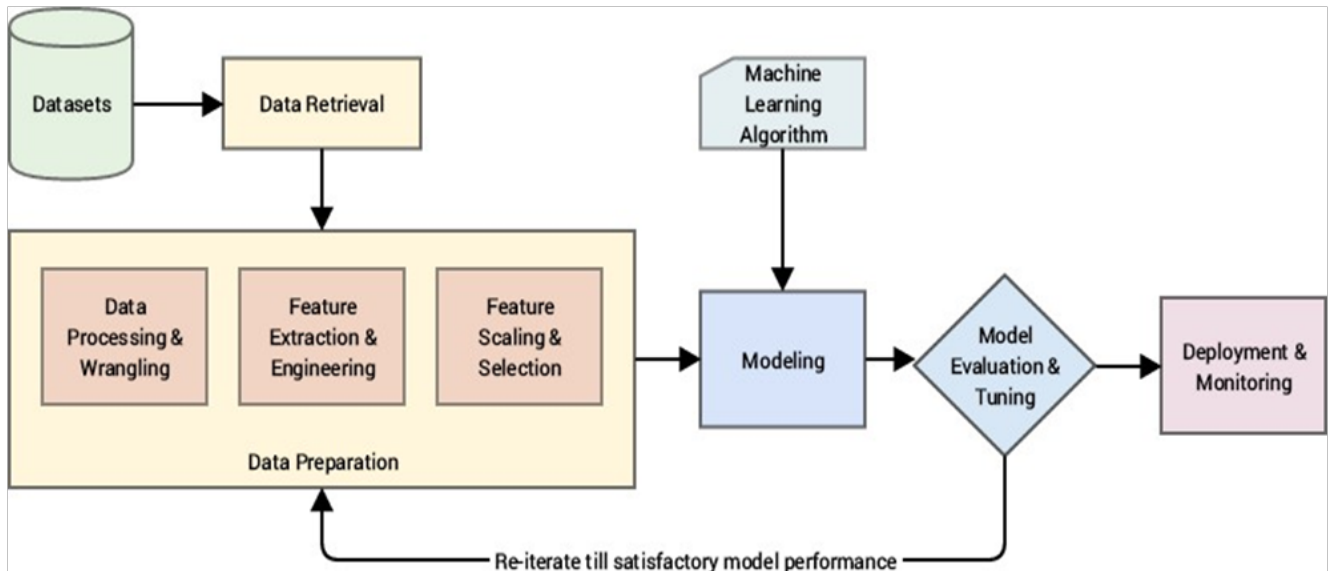 Datasets
Data Retrieval
Machine
Learning
Algorithm
Data
Processing &
Wrangling
Feature
Extraction &
Engineering
Feature
Scaling &
Selection
Data Preparation
Modeling
Model
Evaluation &
Tuning
Deployment &
Monitoring
Re-iterate till satisfactory model performance